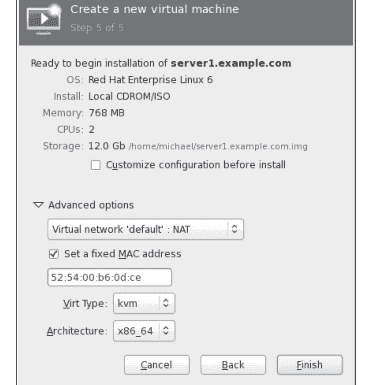 Create a new virtual machine
Step 5 of 5
Ready to begin installation of server1.example.com
OS: Red Hat Enterprise Linux 6
Install: Local CDROM/ISO
Memory: 768 MB
CPUs: 2
Storage: 12.0 Gb /home/michael/server1.example.com.img
Customize configuration before install
Advanced options
Virtual network 'default' : NAT
Set a fixed MAC address
52:54:00:b6:0d:ce
Virt Type: kvm
Architecture: x86_64
Cancel Back Finish